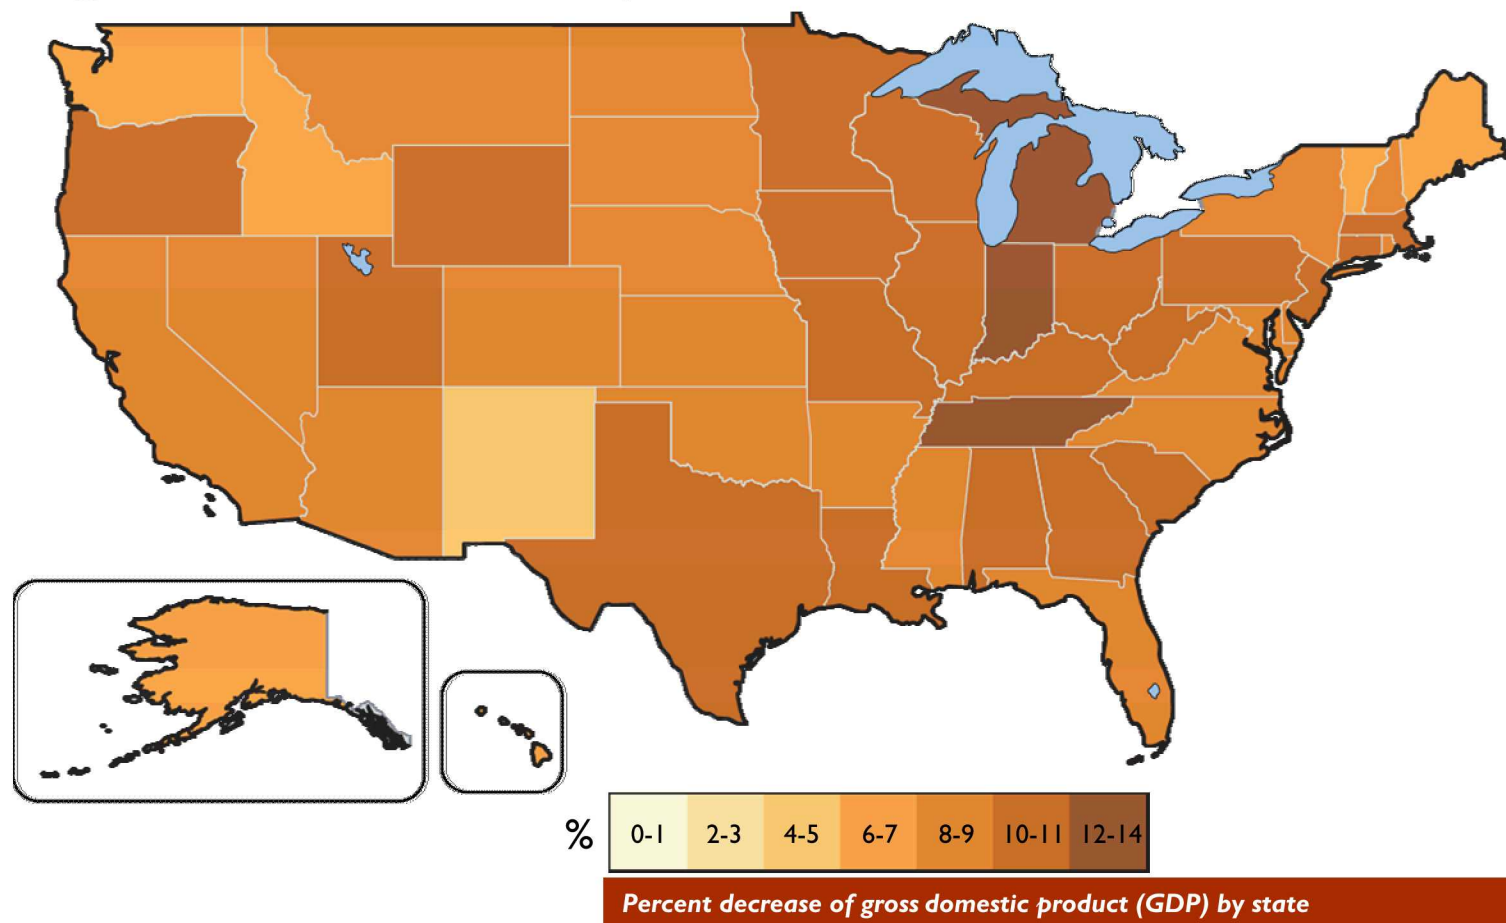 % 0-1 2-3 4-5 6-7 8-9 10-11 12-14
Percent decrease of gross domestic product (GDP) by state